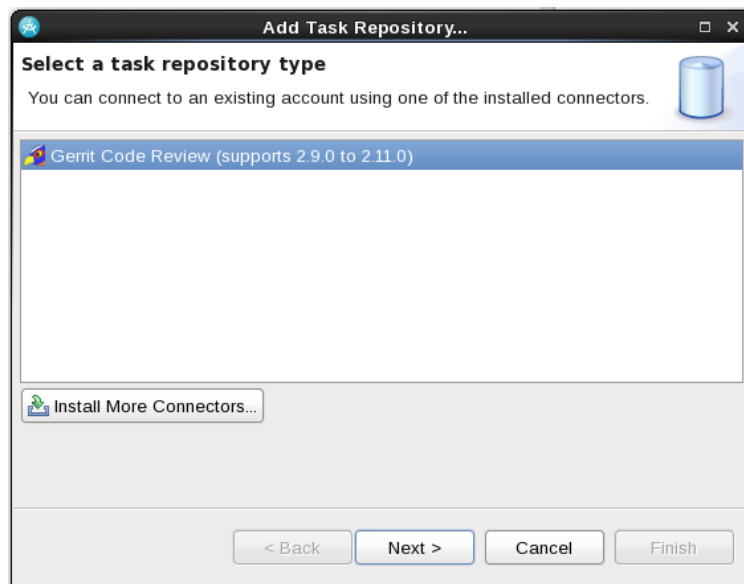 Add Task Repository...
Select a task repository type
You can connect to an existing account using one of the installed connectors.
Gerrit Code Review (supports 2.9.0 to 2.11.0)
Install More Connectors...
< Back
Next >
Cancel
Finish